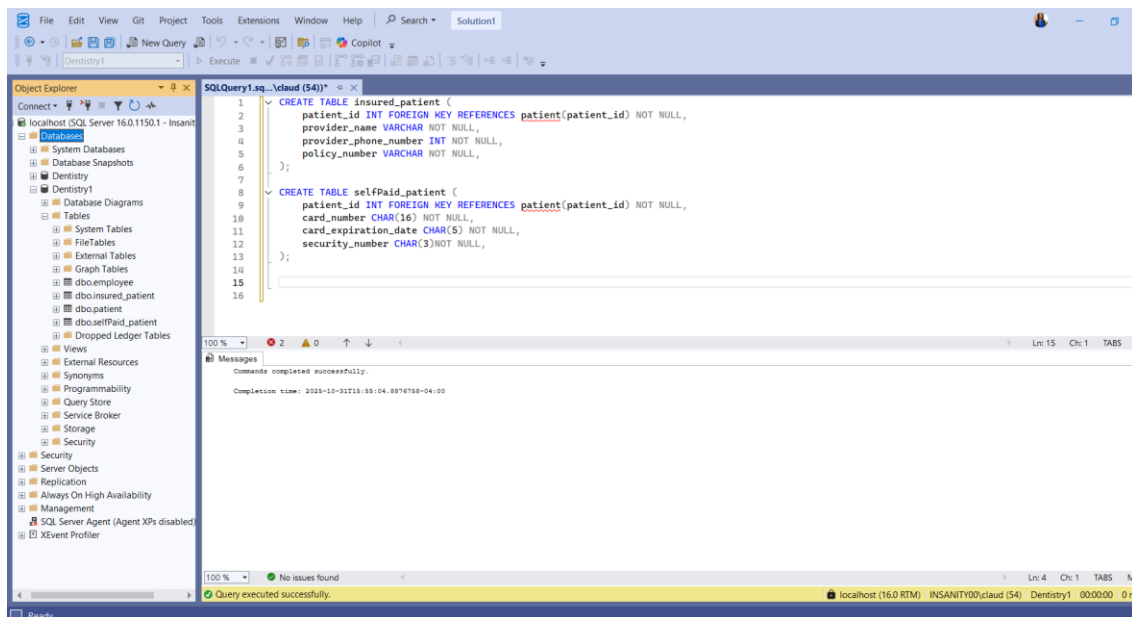 File Edit View Git Project Tools Extensions Window Help Search Solution1
New Query Copilot
Dentistry1 Execute
Object Explorer
Connect
localhost (SQL Server 16.0.1150.1 - Insanit
Databases
System Databases
Database Snapshots
Dentistry
Dentistry1
Database Diagrams
Tables
System Tables
FileTables
External Tables
Graph Tables
dbo.employee
dbo.insured_patient
dbo.patient
dbo.selfPaid_patient
Dropped Ledger Tables
Views
External Resources
Synonyms
Programmability
Query Store
Service Broker
Storage
Security
Security
Server Objects
Replication
Always On High Availability
Management
SQL Server Agent (Agent XPs disabled)
XEvent Profiler
SQLQuery1.sq...\claud (54))*
1 CREATE TABLE insured_patient (
2 patient_id INT FOREIGN KEY REFERENCES patient(patient_id) NOT NULL,
3 provider_name VARCHAR NOT NULL,
4 provider_phone_number INT NOT NULL,
5 policy_number VARCHAR NOT NULL,
6 );
7
8 CREATE TABLE selfPaid_patient (
9 patient_id INT FOREIGN KEY REFERENCES patient(patient_id) NOT NULL,
10 card_number CHAR(16) NOT NULL,
11 card_expiration_date CHAR(5) NOT NULL,
12 security_number CHAR(3)NOT NULL,
13 );
14
15
16
100 % 2 0 Ln: 15 Ch: 1 TABS
Messages
Commands completed successfully.
Completion time: 2025-10-31T15:55:04.8876758-04:00
100 % No issues found Ln: 4 Ch: 1 TABS M
Query executed successfully. localhost (16.0 RTM) INSANITY00\claud (54) Dentistry1 00:00:00 0 r
Ready